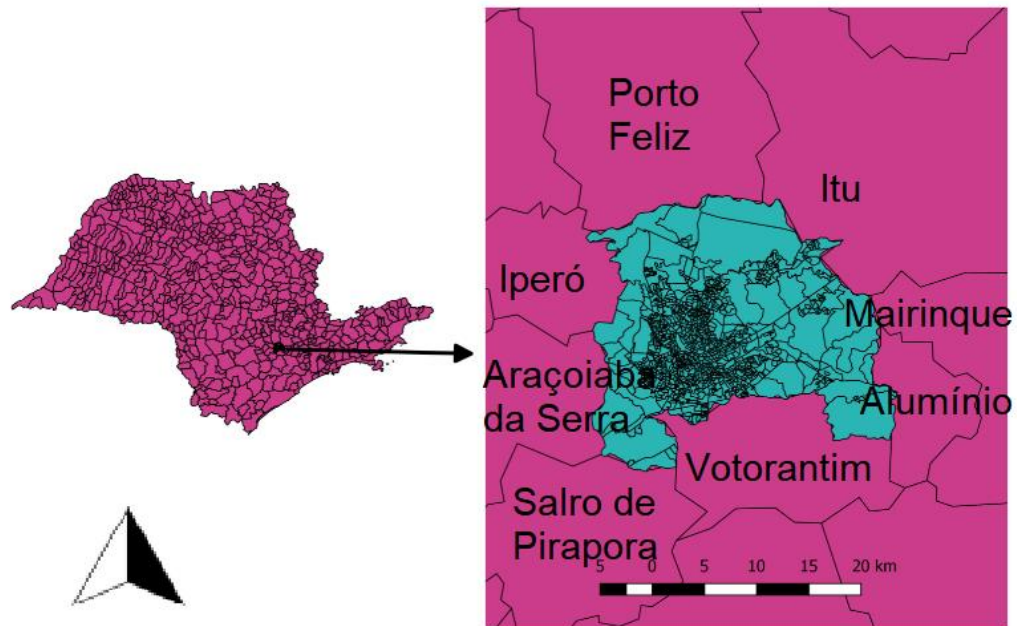 Porto
Feliz
Itu
Iperó
Mairinque
Araçoiaba
da Serra
Alumínio
Votorantim
Salro de
Pirapora
5 0 5 10 15 20 km